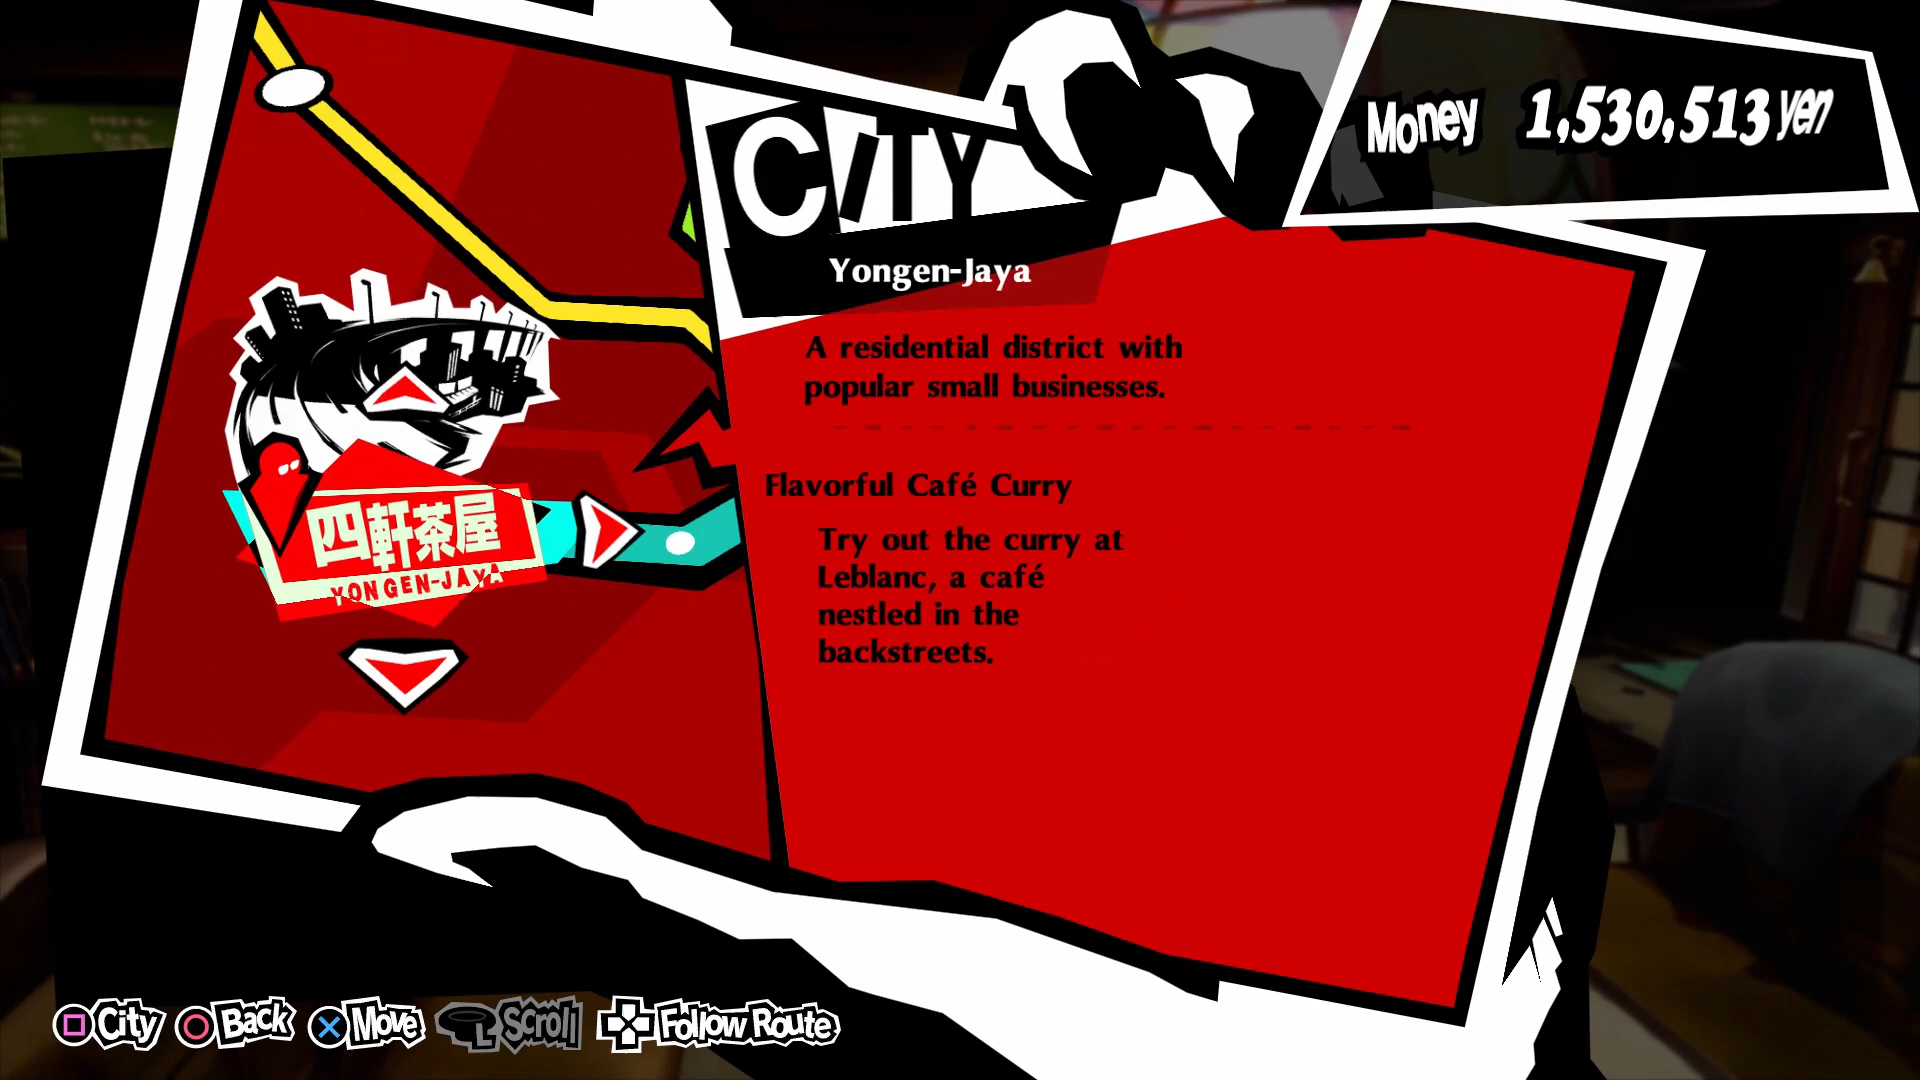 Money 1,530,513 yen
CITY
Yongen-Jaya
A residential district with
popular small businesses.
Flavorful Café Curry
Try out the curry at
Leblanc, a café
nestled in the
backstreets.
四軒茶屋
YONGEN-JAYA
City Back Move L Scroll Follow Route